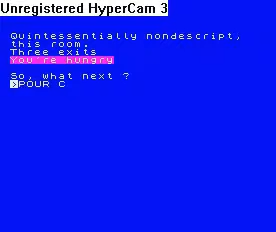 Unregistered HyperCam 3
Quintessentially nondescript,
this room.
Three exits
You're hungry
So, what next ?
>POUR C